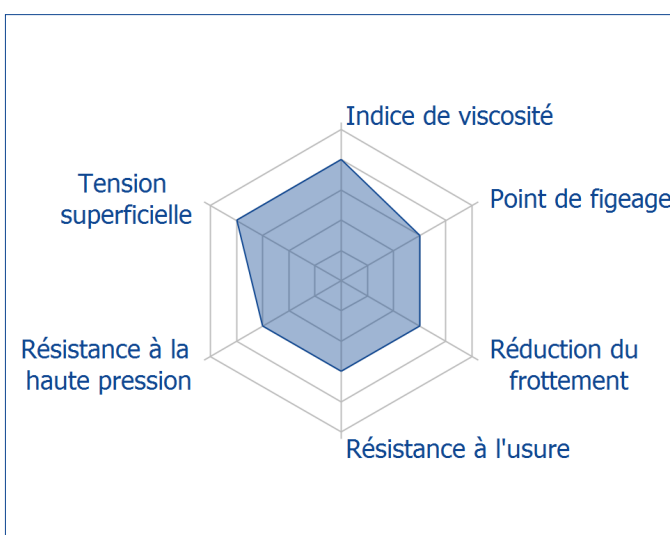 Indice de viscosité
Tension
superficielle
Point de figeage
Résistance à la
haute pression
Réduction du
frottement
Résistance à l'usure